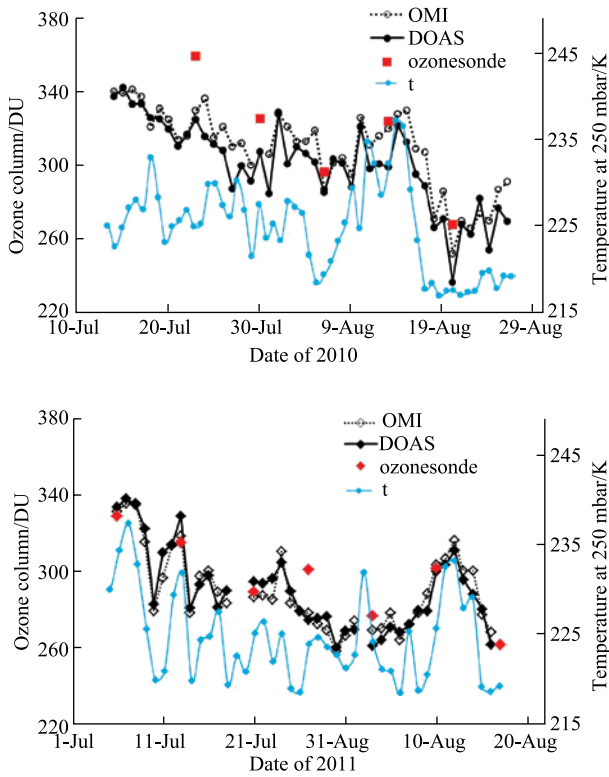 380
340
300
260
220
Ozone column/DU
OMI
DOAS
ozonesonde
t
245
235
225
215
Temperature at 250 mbar/K
10-Jul 20-Jul 30-Jul 9-Aug 19-Aug 29-Aug
Date of 2010
380
340
300
260
220
Ozone column/DU
OMI
DOAS
ozonesonde
t
245
235
225
215
Temperature at 250 mbar/K
1-Jul 11-Jul 21-Jul 31-Aug 10-Aug 20-Aug
Date of 2011